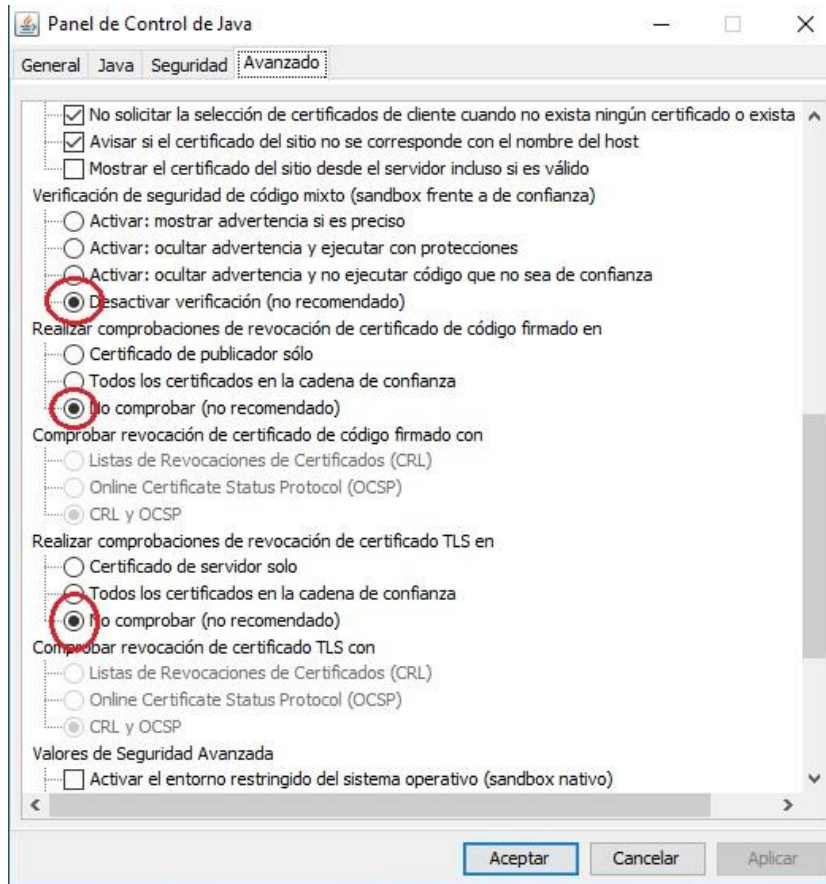 Panel de Control de Java
General Java Seguridad Avanzado
No solicitar la selección de certificados de cliente cuando no exista ningún certificado o exista
Avisar si el certificado del sitio no se corresponde con el nombre del host
Mostrar el certificado del sitio desde el servidor incluso si es válido
Verificación de seguridad de código mixto (sandbox frente a de confianza)
Activar: mostrar advertencia si es preciso
Activar: ocultar advertencia y ejecutar con protecciones
Activar: ocultar advertencia y no ejecutar código que no sea de confianza
Desactivar verificación (no recomendado)
Realizar comprobaciones de revocación de certificado de código firmado en
Certificado de publicador sólo
Todos los certificados en la cadena de confianza
No comprobar (no recomendado)
Comprobar revocación de certificado de código firmado con
Listas de Revocaciones de Certificados (CRL)
Online Certificate Status Protocol (OCSP)
CRL y OCSP
Realizar comprobaciones de revocación de certificado TLS en
Certificado de servidor solo
Todos los certificados en la cadena de confianza
No comprobar (no recomendado)
Comprobar revocación de certificado TLS con
Listas de Revocaciones de Certificados (CRL)
Online Certificate Status Protocol (OCSP)
CRL y OCSP
Valores de Seguridad Avanzada
Activar el entorno restringido del sistema operativo (sandbox nativo)
Aceptar Cancelar Aplicar